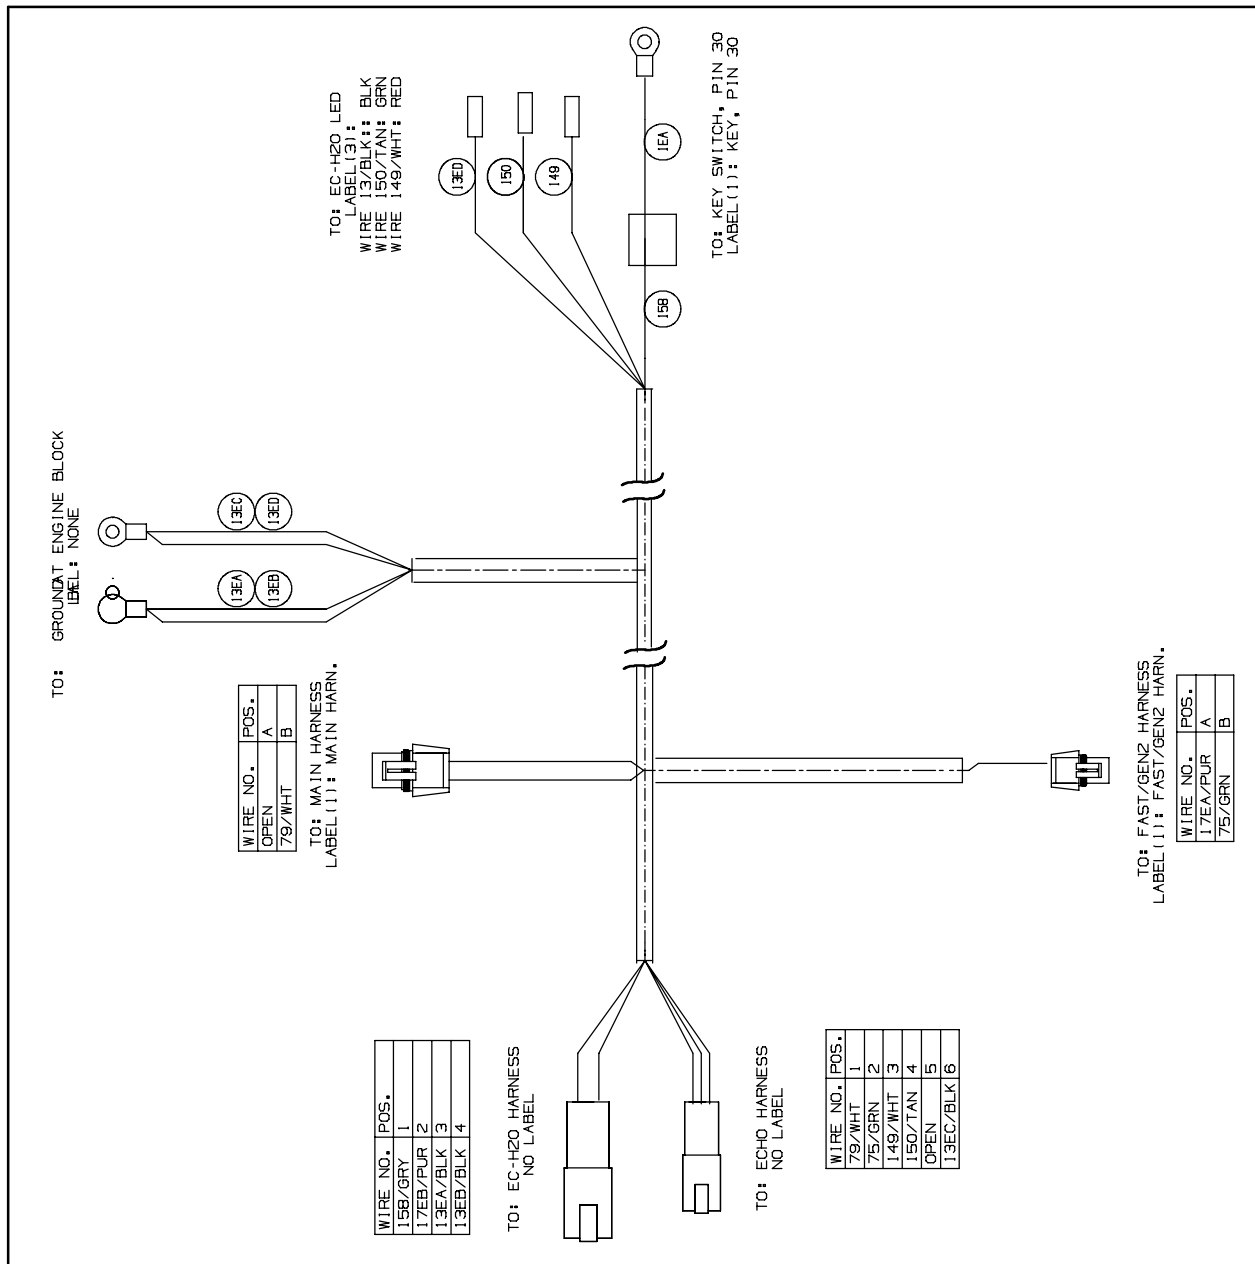 TO: GROUNDAT ENGINE BLOCK
LABEL: NONE
13EC
13ED
13EA
13EB
TO: EC-H2O LED
LABEL(3):
WIRE 13/BLK:: BLK
WIRE 150/TAN: GRN
WIRE 149/WHT: RED
13ED
150
149
1EA
15B
TO: KEY SWITCH, PIN 30
LABEL(1): KEY, PIN 30
WIRE NO. POS.
OPEN A
79/WHT B
TO: MAIN HARNESS
LABEL(1): MAIN HARN.
TO: FAST/GEN2 HARNESS
LABEL(1): FAST/GEN2 HARN.
WIRE NO. POS.
17EA/PUR A
75/GRN B
WIRE NO. POS.
15B/GRY 1
17EB/PUR 2
13EA/BLK 3
13EB/BLK 4
TO: EC-H2O HARNESS
NO LABEL
TO: ECHO HARNESS
NO LABEL
WIRE NO. POS.
79/WHT 1
75/GRN 2
149/WHT 3
150/TAN 4
OPEN 5
13EC/BLK 6